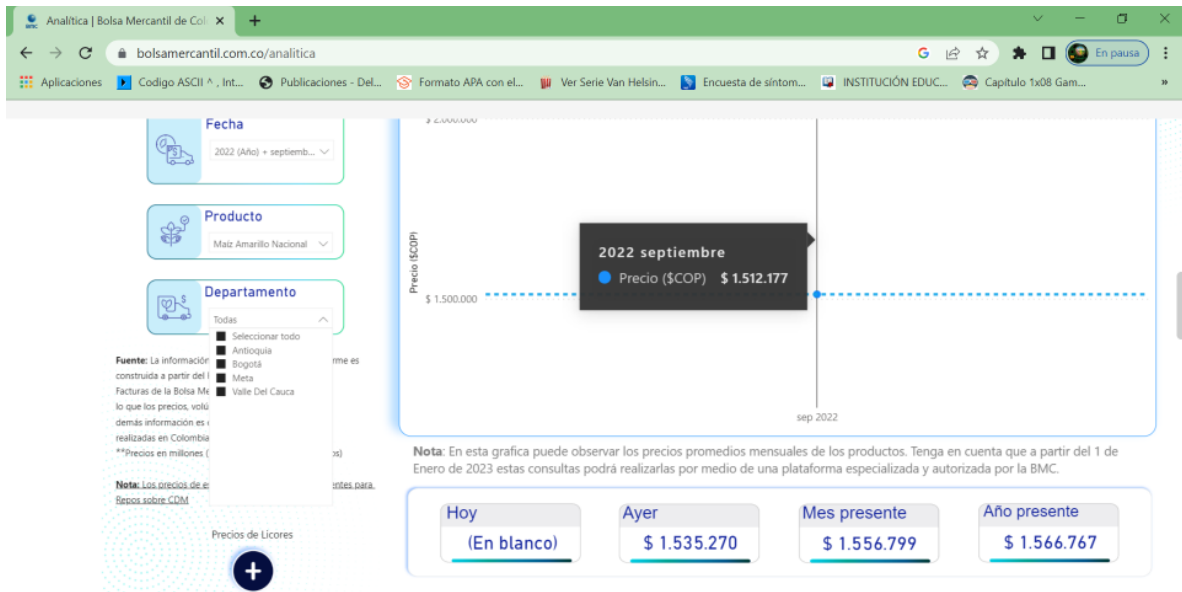 Analítica | Bolsa Mercantil de Col
bolsamercantil.com.co/analitica
En pausa
Aplicaciones
Codigo ASCII ^ , Int...
Publicaciones - Del...
Formato APA con el...
Ver Serie Van Helsin...
Encuesta de síntom...
INSTITUCIÓN EDUC...
Capítulo 1x08 Gam...
»
Fecha
2022 (Año) + septiemb...
Producto
Maíz Amarillo Nacional
Departamento
Todas
Seleccionar todo
Antioquia
Bogotá
Meta
Valle Del Cauca
Fuente: La información rme es
construida a partir del
Facturas de la Bolsa Me
lo que los precios, volú
demás información es
realizadas en Colombia
**Precios en millones ( os)
Nota: Los precios de es entes para
Repos sobre CDM
Precios de Licores
$ 2.000.000
Precio ($COP)
$ 1.500.000
2022 septiembre
Precio ($COP) $ 1.512.177
sep 2022
Nota: En esta grafica puede observar los precios promedios mensuales de los productos. Tenga en cuenta que a partir del 1 de
Enero de 2023 estas consultas podrá realizarlas por medio de una plataforma especializada y autorizada por la BMC.
Hoy
(En blanco)
Ayer
$ 1.535.270
Mes presente
$ 1.556.799
Año presente
$ 1.566.767